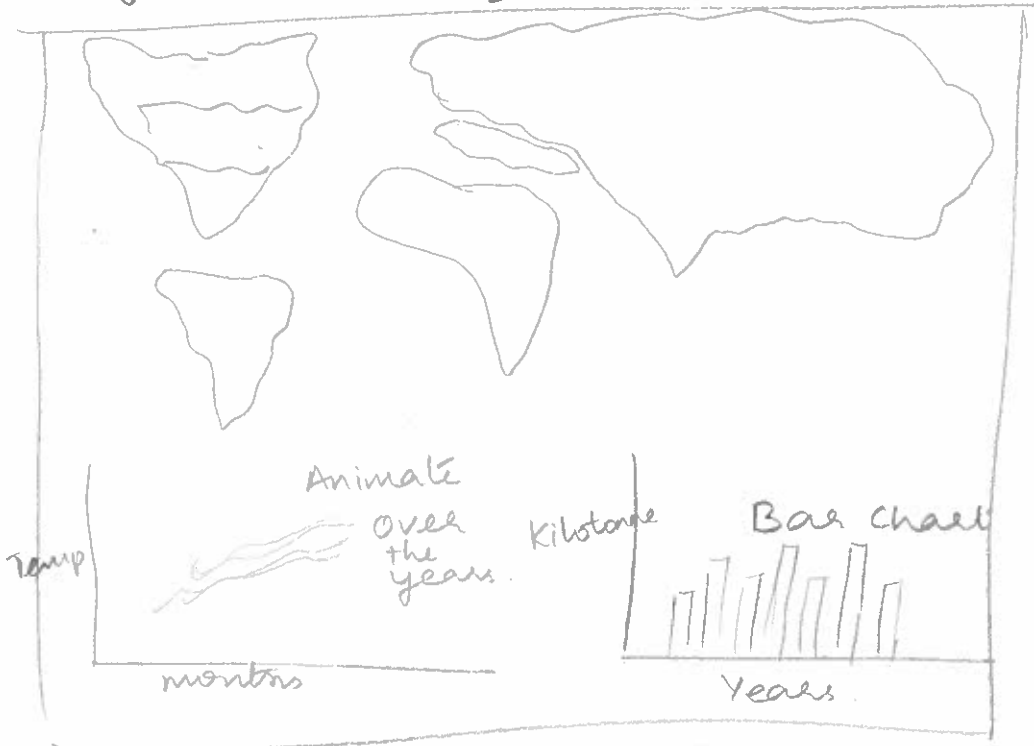 Animate
over
the
years.
Temp
months
Kilotonne
Bar Chart
Years.